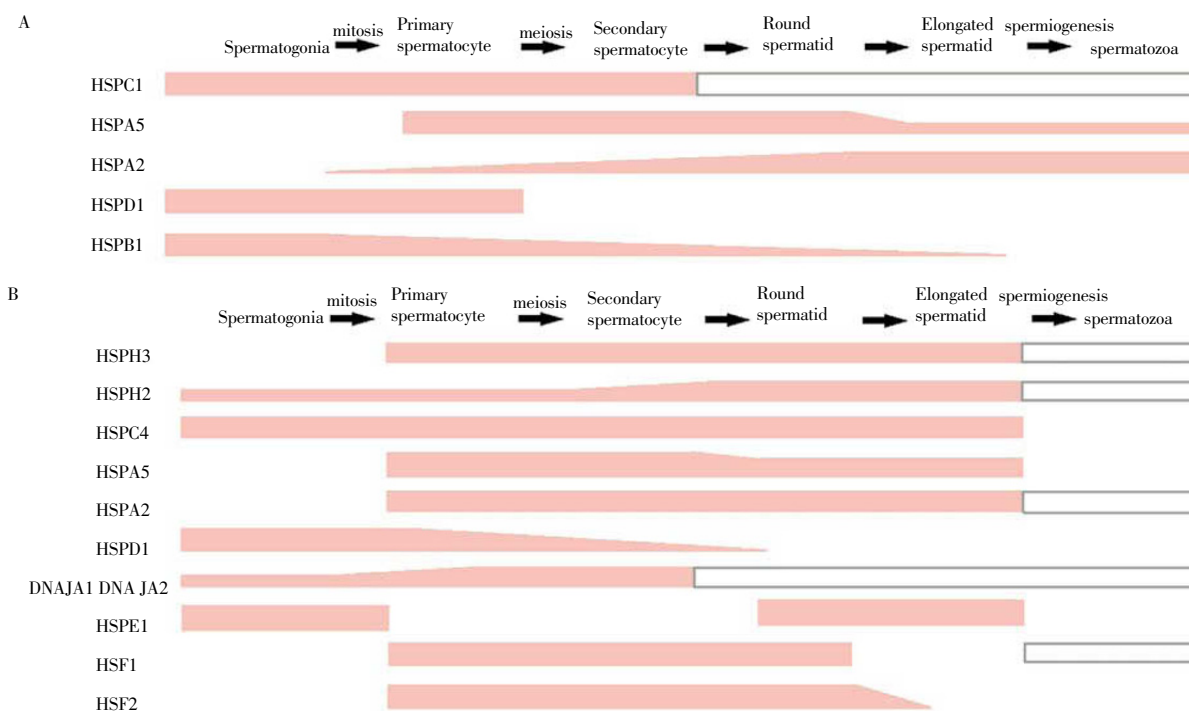 A
Spermatogonia
mitosis
Primary
spermatocyte
meiosis
Secondary
spermatocyte
Round
spermatid
Elongated
spermatid
spermiogenesis
spermatozoa
HSPC1
HSPA5
HSPA2
HSPD1
HSPB1
B
Spermatogonia
mitosis
Primary
spermatocyte
meiosis
Secondary
spermatocyte
Round
spermatid
Elongated
spermatid
spermiogenesis
spermatozoa
HSPH3
HSPH2
HSPC4
HSPA5
HSPA2
HSPD1
DNAJA1 DNA JA2
HSPE1
HSF1
HSF2